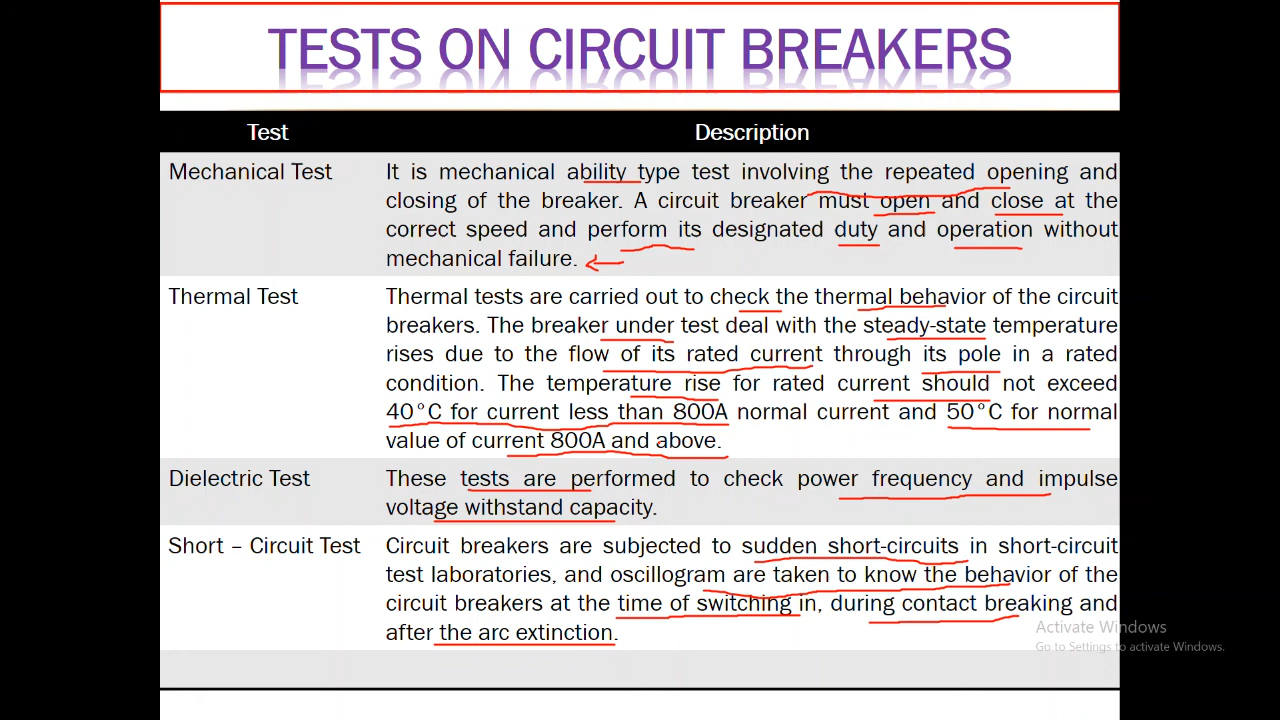 TESTS ON CIRCUIT BREAKERS
Test Description
Mechanical Test It is mechanical ability type test involving the repeated opening and
closing of the breaker. A circuit breaker must open and close at the
correct speed and perform its designated duty and operation without
mechanical failure.
Thermal Test Thermal tests are carried out to check the thermal behavior of the circuit
breakers. The breaker under test deal with the steady-state temperature
rises due to the flow of its rated current through its pole in a rated
condition. The temperature rise for rated current should not exceed
40°C for current less than 800A normal current and 50°C for normal
value of current 800A and above.
Dielectric Test These tests are performed to check power frequency and impulse
voltage withstand capacity.
Short – Circuit Test Circuit breakers are subjected to sudden short-circuits in short-circuit
test laboratories, and oscillogram are taken to know the behavior of the
circuit breakers at the time of switching in, during contact breaking and
after the arc extinction.
Activate Windows
Go to Settings to activate Windows.